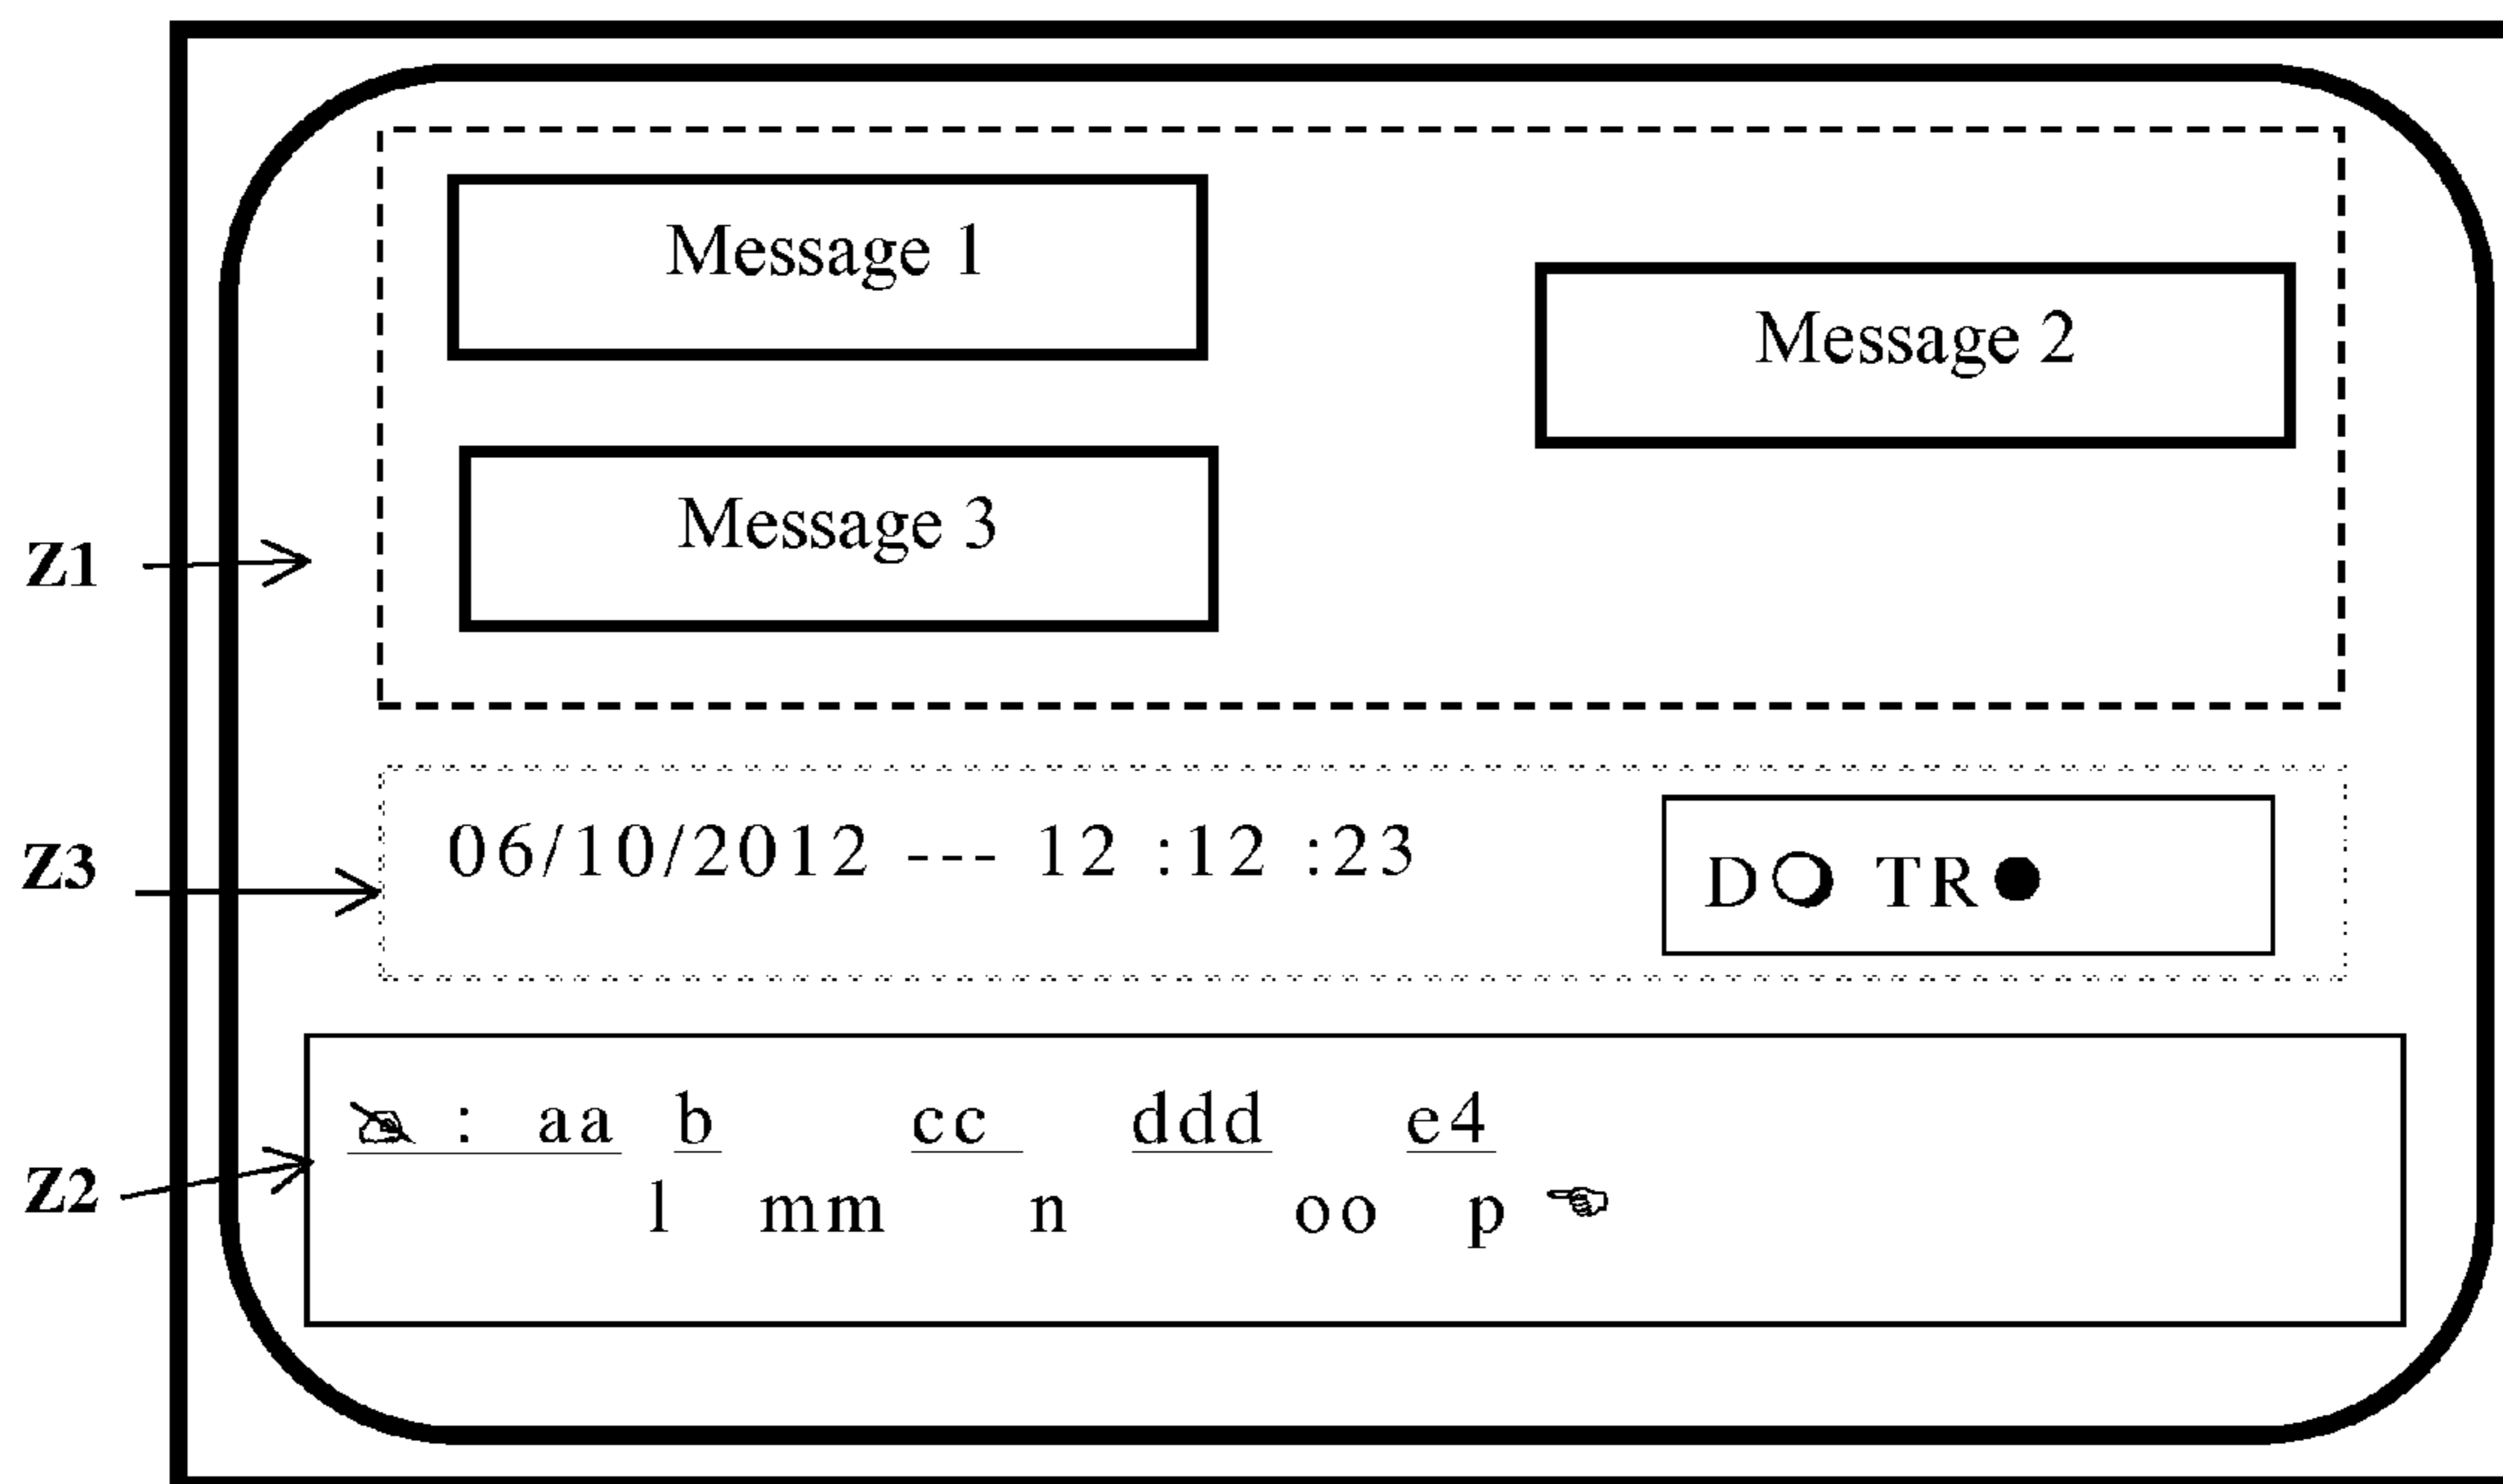 Message 1
Message 2
Message 3
Z1
Z3
06/10/2012 --- 12 :12 :23
D○ TR●
Z2
✍ : aa b cc ddd e4
l mm n oo p ☜